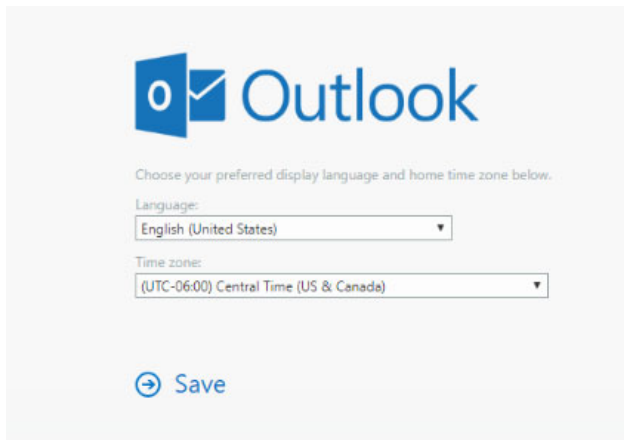 Outlook
Choose your preferred display language and home time zone below.
Language:
English (United States)
Time zone:
(UTC-06:00) Central Time (US & Canada)
Save